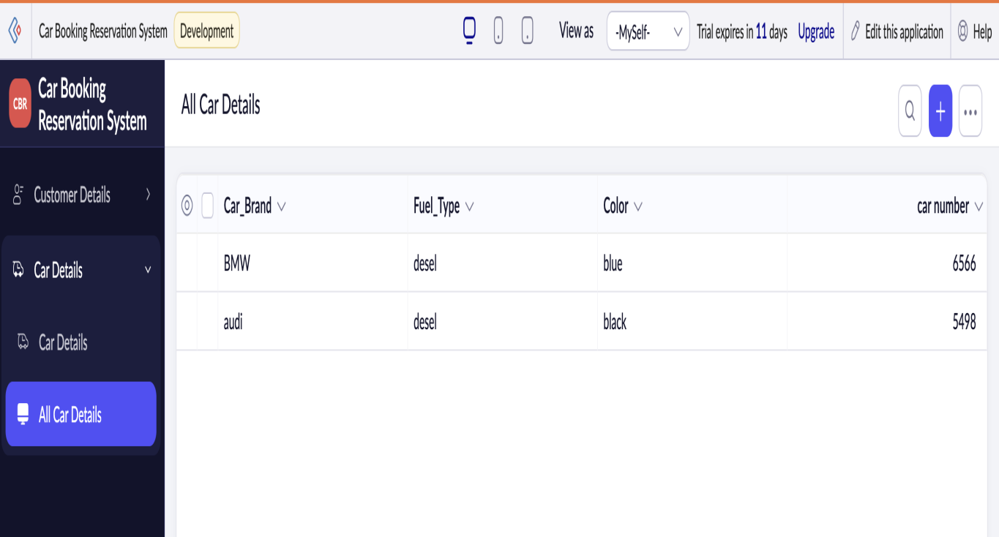 Car Booking Reservation System Development View as -MySelf- Trial expires in 11 days Upgrade Edit this application Help
CBR Car Booking
Reservation System
All Car Details
Customer Details
Car Details
Car Details
All Car Details
Car_Brand Fuel_Type Color car number
BMW desel blue 6566
audi desel black 5498